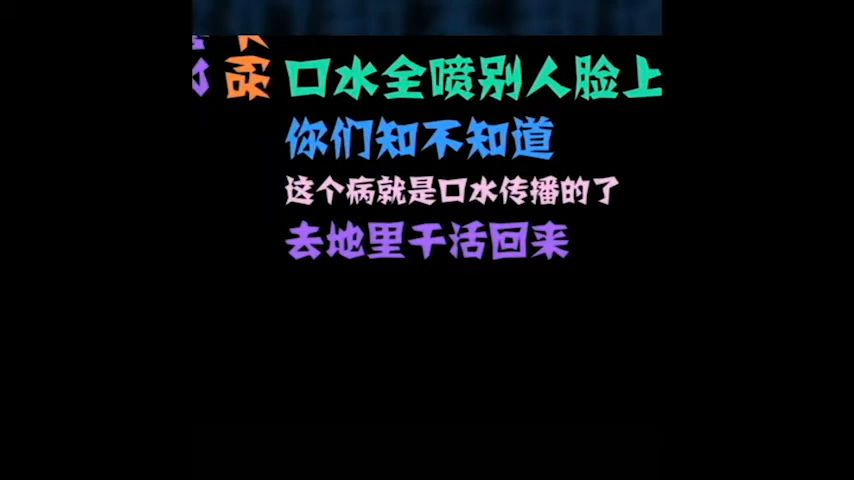 口水全喷别人脸上
你们知不知道
这个病就是口水传播的了
去地里干活回来